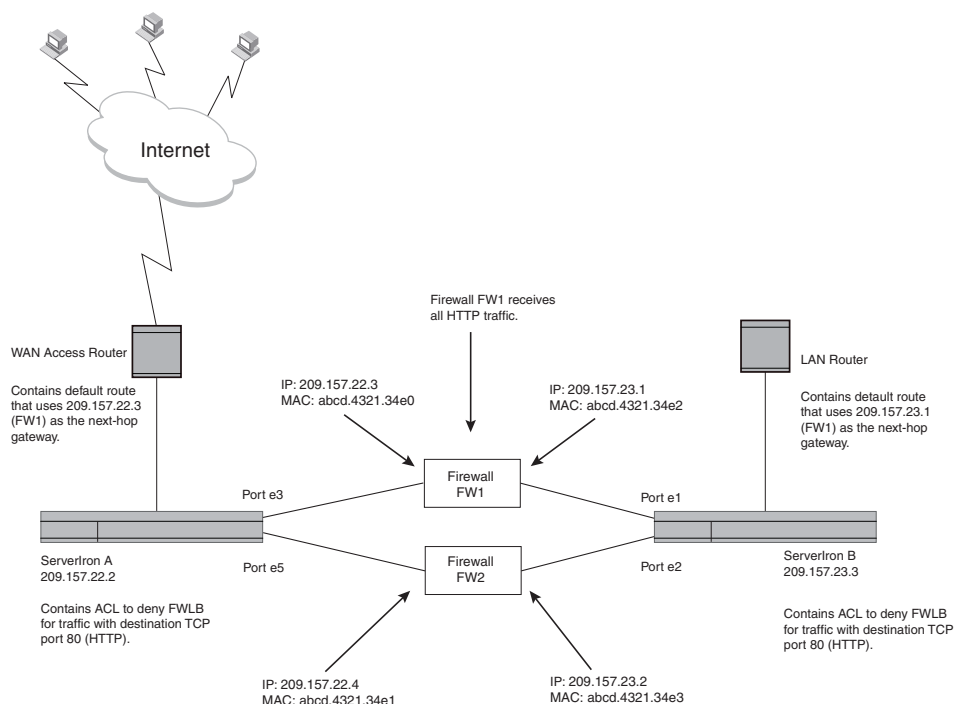 Internet
Firewall FW1 receives
all HTTP traffic.
WAN Access Router
Contains default route
that uses 209.157.22.3
(FW1) as the next-hop
gateway.
IP: 209.157.22.3
MAC: abcd.4321.34e0
IP: 209.157.23.1
MAC: abcd.4321.34e2
LAN Router
Contains detault route
that uses 209.157.23.1
(FW1) as the next-hop
gateway.
Firewall
FW1
Port e3
Port e1
ServerIron A
209.157.22.2
Port e5
Firewall
FW2
Port e2
ServerIron B
209.157.23.3
Contains ACL to deny FWLB
for traffic with destination TCP
port 80 (HTTP).
Contains ACL to deny FWLB
for traffic with destination TCP
port 80 (HTTP).
IP: 209.157.22.4
MAC: abcd.4321.34e1
IP: 209.157.23.2
MAC: abcd.4321.34e3